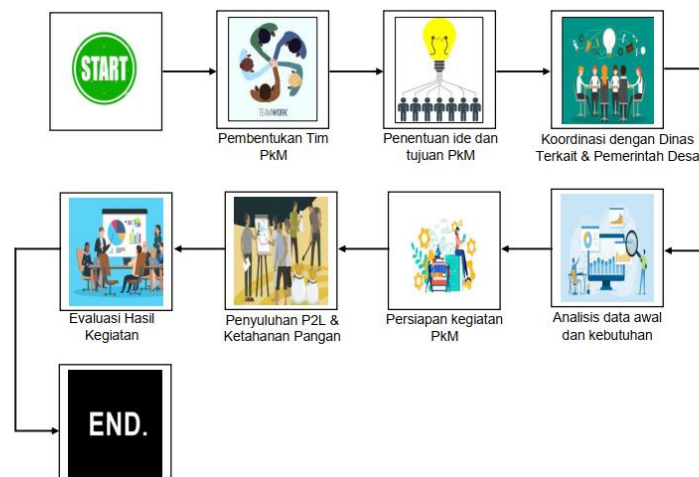 START
TEAMWORK
Pembentukan Tim
PkM
Penentuan ide dan
tujuan PkM
Koordinasi dengan Dinas
Terkait & Pemerintah Desa
Analisis data awal
dan kebutuhan
Persiapan kegiatan
PkM
Penyuluhan P2L &
Ketahanan Pangan
Evaluasi Hasil
Kegiatan
END.